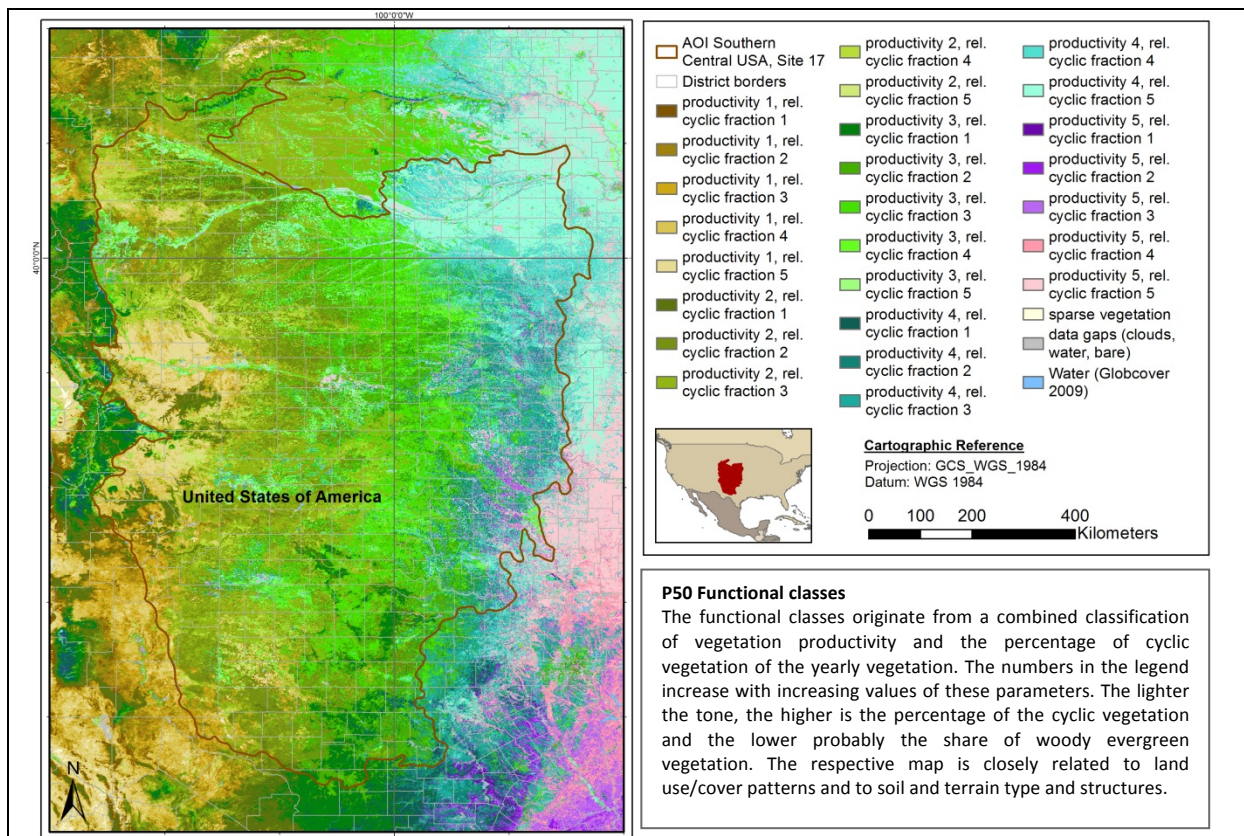 100°0'0"W
40°0'0"N
United States of America
N
AOI Southern
Central USA, Site 17
District borders
productivity 1, rel.
cyclic fraction 1
productivity 1, rel.
cyclic fraction 2
productivity 1, rel.
cyclic fraction 3
productivity 1, rel.
cyclic fraction 4
productivity 1, rel.
cyclic fraction 5
productivity 2, rel.
cyclic fraction 1
productivity 2, rel.
cyclic fraction 2
productivity 2, rel.
cyclic fraction 3
productivity 2, rel.
cyclic fraction 4
productivity 2, rel.
cyclic fraction 5
productivity 3, rel.
cyclic fraction 1
productivity 3, rel.
cyclic fraction 2
productivity 3, rel.
cyclic fraction 3
productivity 3, rel.
cyclic fraction 4
productivity 3, rel.
cyclic fraction 5
productivity 4, rel.
cyclic fraction 1
productivity 4, rel.
cyclic fraction 2
productivity 4, rel.
cyclic fraction 3
productivity 4, rel.
cyclic fraction 4
productivity 4, rel.
cyclic fraction 5
productivity 5, rel.
cyclic fraction 1
productivity 5, rel.
cyclic fraction 2
productivity 5, rel.
cyclic fraction 3
productivity 5, rel.
cyclic fraction 4
productivity 5, rel.
cyclic fraction 5
sparse vegetation
data gaps (clouds,
water, bare)
Water (Globcover
2009)
Cartographic Reference
Projection: GCS_WGS_1984
Datum: WGS 1984
0 100 200 400
Kilometers
P50 Functional classes
The functional classes originate from a combined classification
of vegetation productivity and the percentage of cyclic
vegetation of the yearly vegetation. The numbers in the legend
increase with increasing values of these parameters. The lighter
the tone, the higher is the percentage of the cyclic vegetation
and the lower probably the share of woody evergreen
vegetation. The respective map is closely related to land
use/cover patterns and to soil and terrain type and structures.